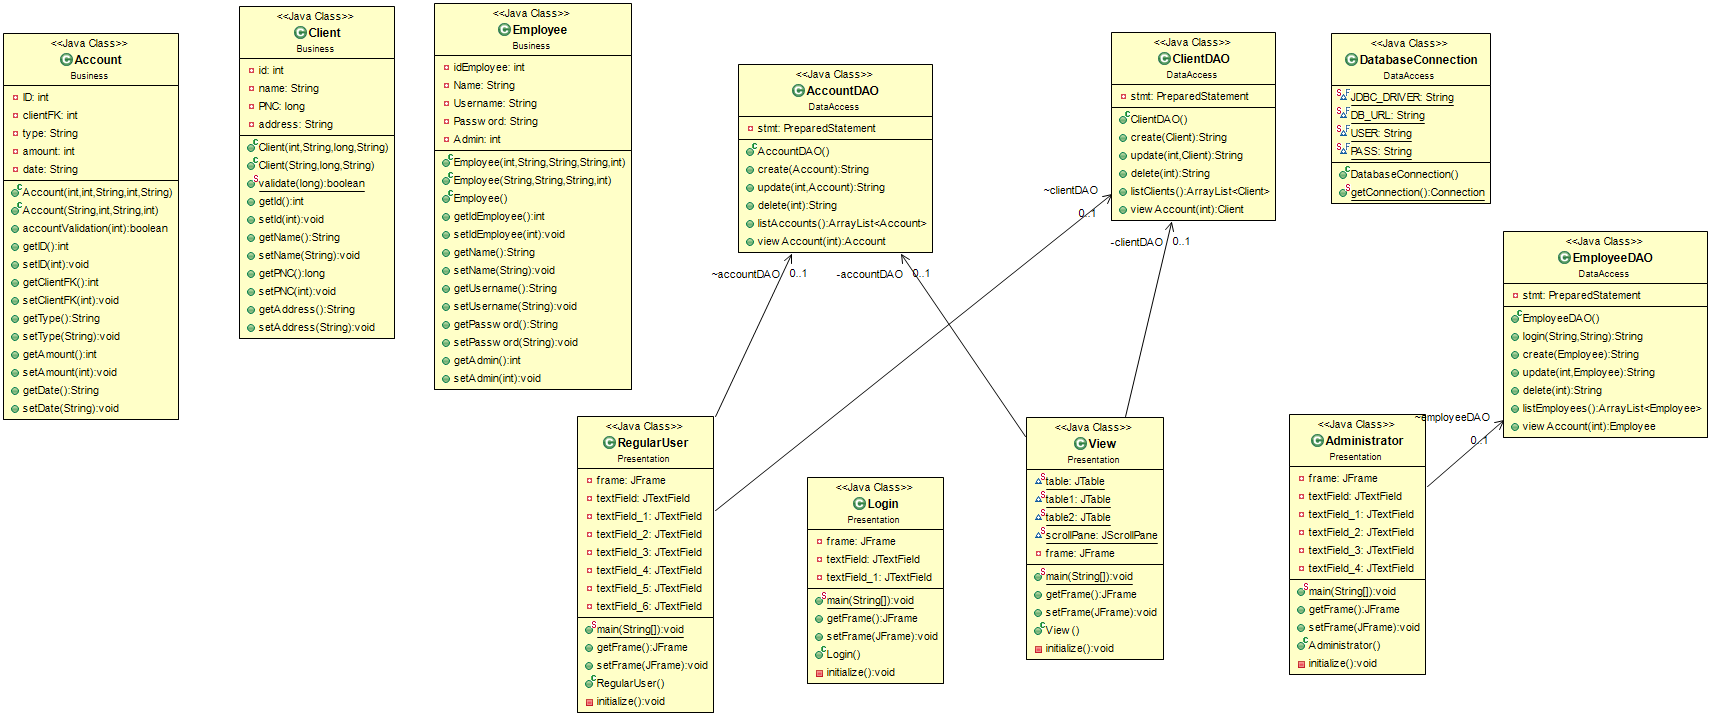 <<Java Class>>
Account
Business
ID: int
clientFK: int
type: String
amount: int
date: String
Account(int,int,String,int,String)
Account(String,int,String,int)
accountValidation(int):boolean
getID():int
setID(int):void
getClientFK():int
setClientFK(int):void
getType():String
setType(String):void
getAmount():int
setAmount(int):void
getDate():String
setDate(String):void
<<Java Class>>
Client
Business
id: int
name: String
PNC: long
address: String
Client(int,String,long,String)
Client(String,long,String)
validate(long):boolean
getId():int
setId(int):void
getName():String
setName(String):void
getPNC():long
setPNC(int):void
getAddress():String
setAddress(String):void
<<Java Class>>
Employee
Business
idEmployee: int
Name: String
Username: String
Password: String
Admin: int
Employee(int,String,String,String,int)
Employee(String,String,String,int)
Employee()
getIdEmployee():int
setIdEmployee(int):void
getName():String
setName(String):void
getUsername():String
setUsername(String):void
getPassword():String
setPassword(String):void
getAdmin():int
setAdmin(int):void
<<Java Class>>
AccountDAO
DataAccess
stmt: PreparedStatement
AccountDAO()
create(Account):String
update(int,Account):String
delete(int):String
listAccounts():ArrayList<Account>
viewAccount(int):Account
~accountDAO
0..1
-accountDAO
0..1
<<Java Class>>
ClientDAO
DataAccess
stmt: PreparedStatement
ClientDAO()
create(Client):String
update(int,Client):String
delete(int):String
listClients():ArrayList<Client>
viewAccount(int):Client
~clientDAO
0..1
-clientDAO
0..1
<<Java Class>>
DatabaseConnection
DataAccess
JDBC_DRIVER: String
DB_URL: String
USER: String
PASS: String
DatabaseConnection()
getConnection():Connection
<<Java Class>>
EmployeeDAO
DataAccess
stmt: PreparedStatement
EmployeeDAO()
login(String,String):String
create(Employee):String
update(int,Employee):String
delete(int):String
listEmployees():ArrayList<Employee>
viewAccount(int):Employee
~employeeDAO
0..1
<<Java Class>>
RegularUser
Presentation
frame: JFrame
textField: JTextField
textField_1: JTextField
textField_2: JTextField
textField_3: JTextField
textField_4: JTextField
textField_5: JTextField
textField_6: JTextField
main(String[]):void
getFrame():JFrame
setFrame(JFrame):void
RegularUser()
initialize():void
<<Java Class>>
Login
Presentation
frame: JFrame
textField: JTextField
textField_1: JTextField
main(String[]):void
getFrame():JFrame
setFrame(JFrame):void
Login()
initialize():void
<<Java Class>>
View
Presentation
table: JTable
table1: JTable
table2: JTable
scrollPane: JScrollPane
frame: JFrame
main(String[]):void
getFrame():JFrame
setFrame(JFrame):void
View()
initialize():void
<<Java Class>>
Administrator
Presentation
frame: JFrame
textField: JTextField
textField_1: JTextField
textField_2: JTextField
textField_3: JTextField
textField_4: JTextField
main(String[]):void
getFrame():JFrame
setFrame(JFrame):void
Administrator()
initialize():void